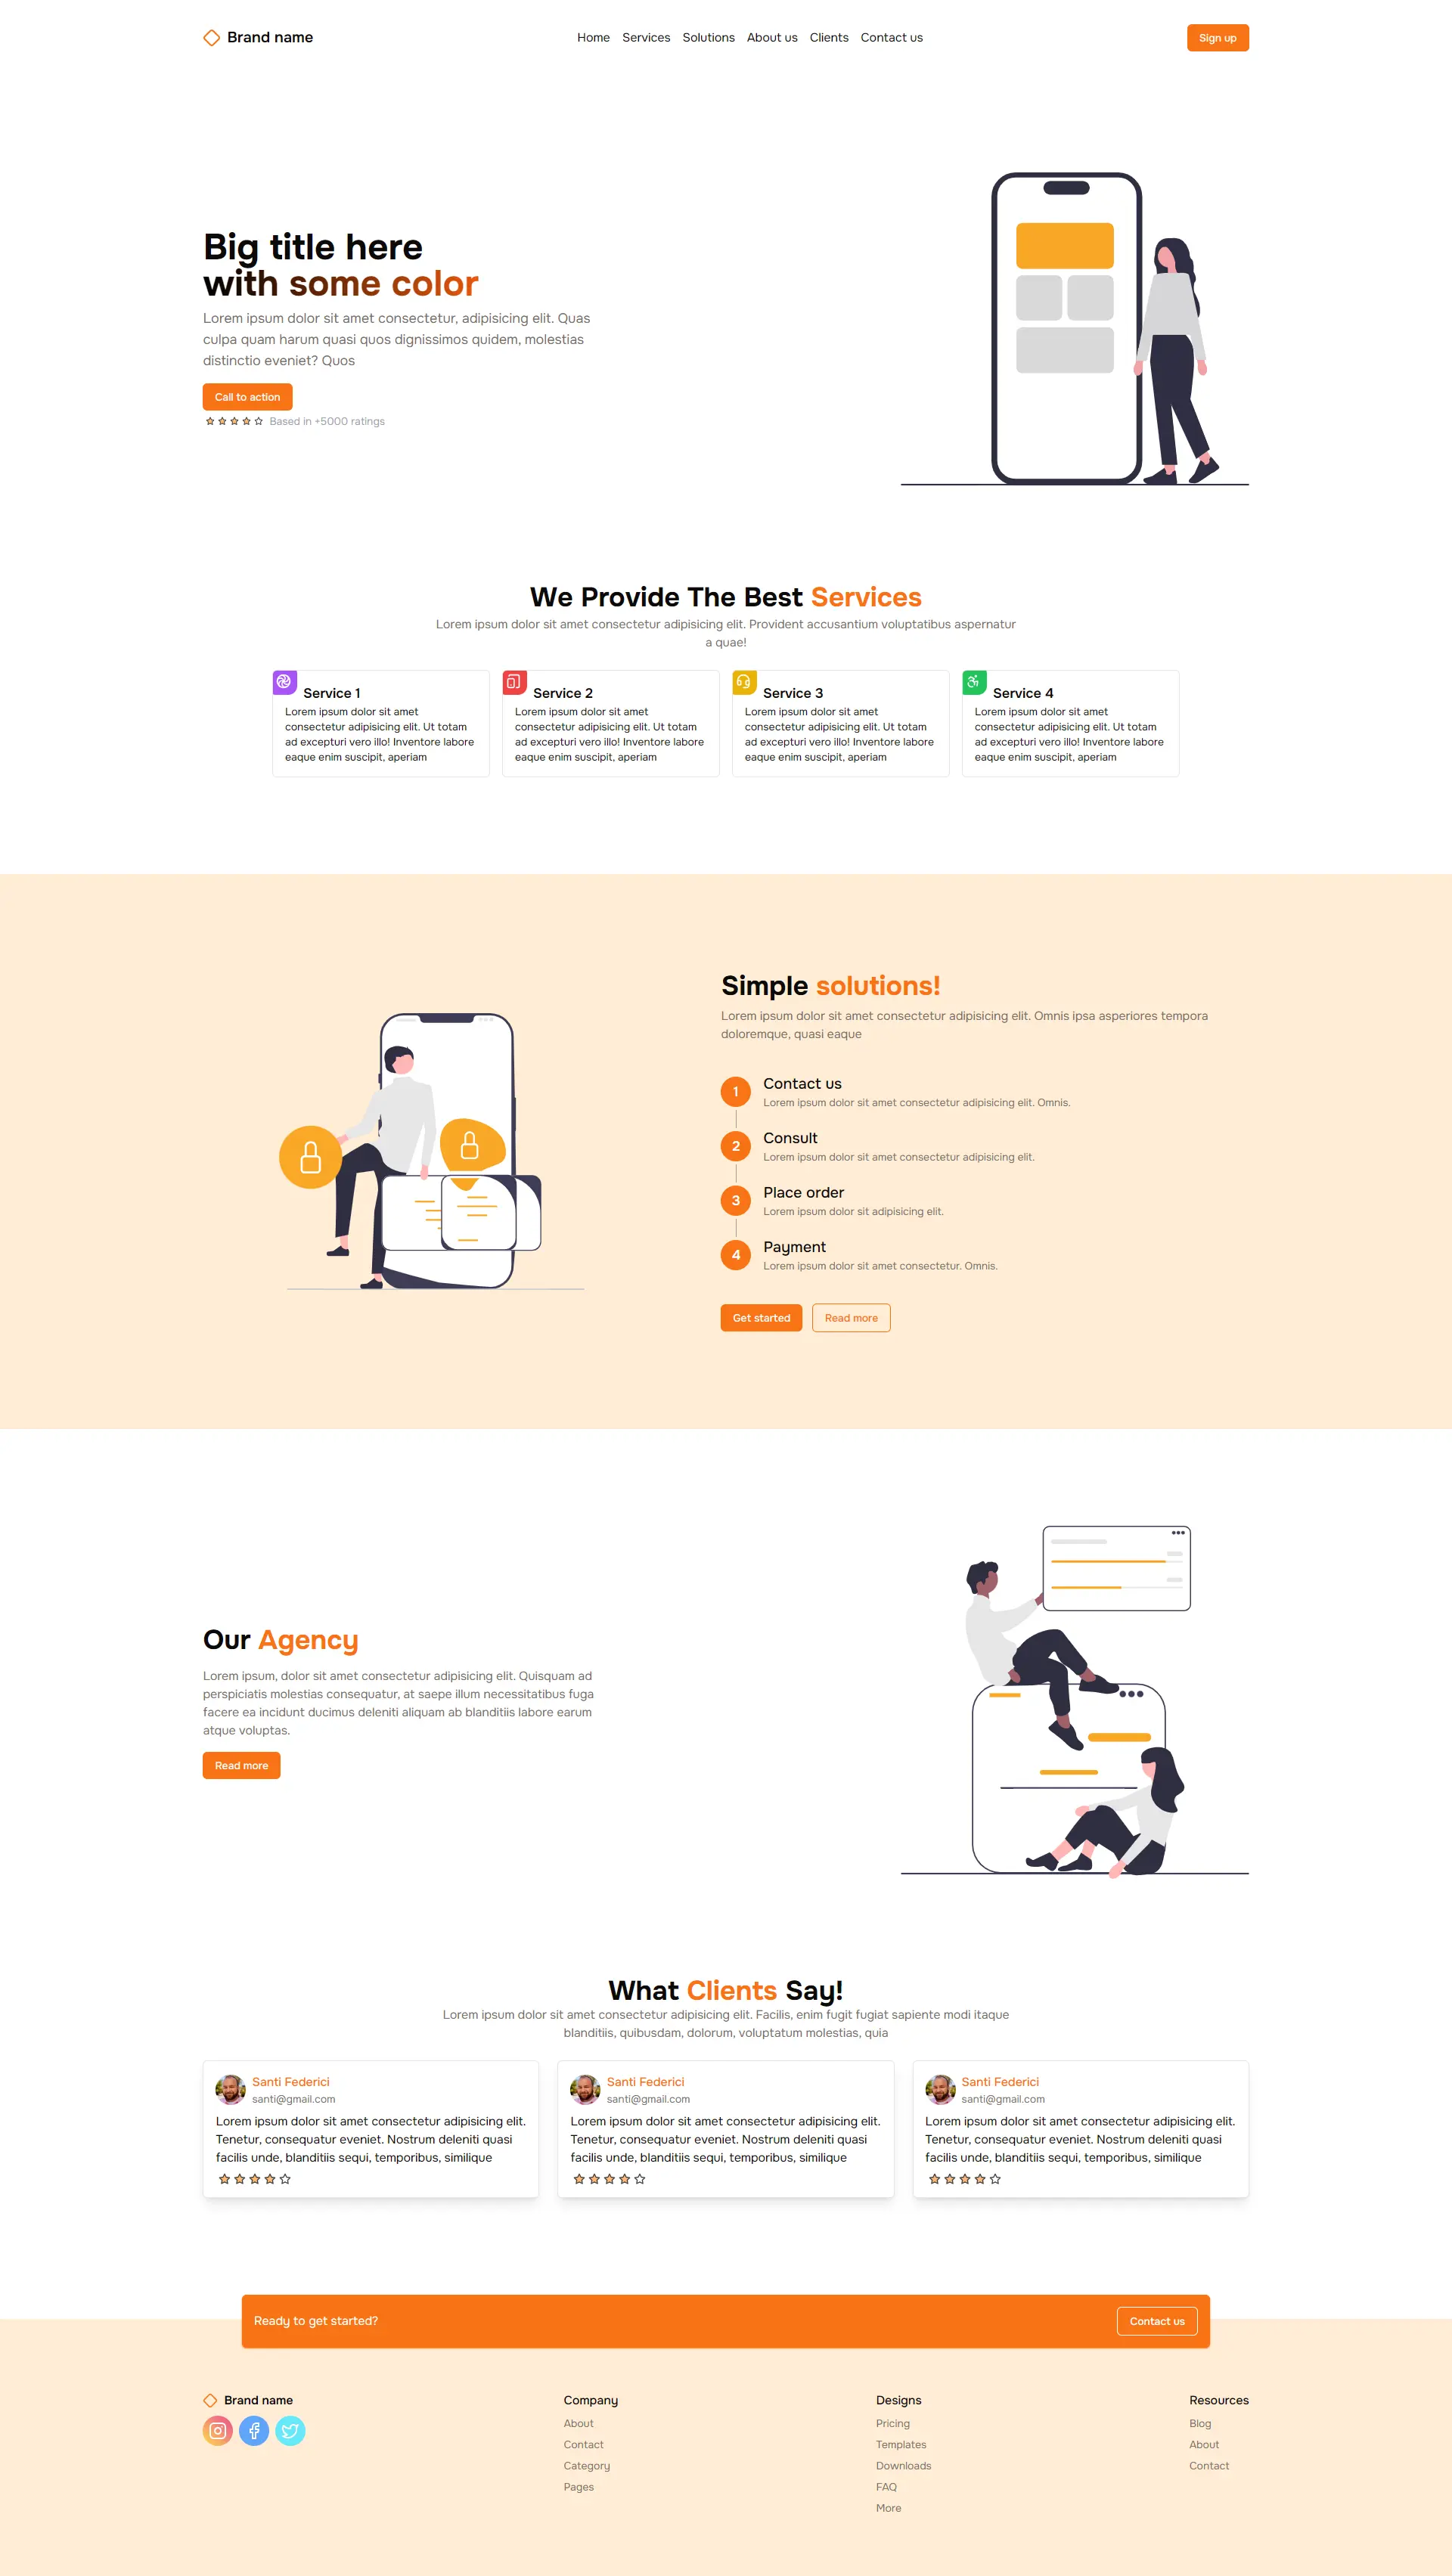 Brand name
Home Services Solutions About us Clients Contact us
Sign up
Big title here
with some color
Lorem ipsum dolor sit amet consectetur, adipisicing elit. Quas
culpa quam harum quasi quos dignissimos quidem, molestias
distinctio eveniet? Quos
Call to action
Based in +5000 ratings
We Provide The Best Services
Lorem ipsum dolor sit amet consectetur adipisicing elit. Provident accusantium voluptatibus aspernatur
a quae!
Service 1
Lorem ipsum dolor sit amet
consectetur adipisicing elit. Ut totam
ad excepturi vero illo! Inventore labore
eaque enim suscipit, aperiam
Service 2
Lorem ipsum dolor sit amet
consectetur adipisicing elit. Ut totam
ad excepturi vero illo! Inventore labore
eaque enim suscipit, aperiam
Service 3
Lorem ipsum dolor sit amet
consectetur adipisicing elit. Ut totam
ad excepturi vero illo! Inventore labore
eaque enim suscipit, aperiam
Service 4
Lorem ipsum dolor sit amet
consectetur adipisicing elit. Ut totam
ad excepturi vero illo! Inventore labore
eaque enim suscipit, aperiam
Simple solutions!
Lorem ipsum dolor sit amet consectetur adipisicing elit. Omnis ipsa asperiores tempora
doloremque, quasi eaque
1
Contact us
Lorem ipsum dolor sit amet consectetur adipisicing elit. Omnis.
2
Consult
Lorem ipsum dolor sit amet consectetur adipisicing elit.
3
Place order
Lorem ipsum dolor sit adipisicing elit.
4
Payment
Lorem ipsum dolor sit amet consectetur. Omnis.
Get started
Read more
Our Agency
Lorem ipsum, dolor sit amet consectetur adipisicing elit. Quisquam ad
perspiciatis molestias consequatur, at saepe illum necessitatibus fuga
facere ea incidunt ducimus deleniti aliquam ab blanditiis labore earum
atque voluptas.
Read more
What Clients Say!
Lorem ipsum dolor sit amet consectetur adipisicing elit. Facilis, enim fugit fugiat sapiente modi itaque
blanditiis, quibusdam, dolorum, voluptatum molestias, quia
Santi Federici
santi@gmail.com
Lorem ipsum dolor sit amet consectetur adipisicing elit.
Tenetur, consequatur eveniet. Nostrum deleniti quasi
facilis unde, blanditiis sequi, temporibus, similique
Santi Federici
santi@gmail.com
Lorem ipsum dolor sit amet consectetur adipisicing elit.
Tenetur, consequatur eveniet. Nostrum deleniti quasi
facilis unde, blanditiis sequi, temporibus, similique
Santi Federici
santi@gmail.com
Lorem ipsum dolor sit amet consectetur adipisicing elit.
Tenetur, consequatur eveniet. Nostrum deleniti quasi
facilis unde, blanditiis sequi, temporibus, similique
Ready to get started?
Contact us
Brand name
Company
About
Contact
Category
Pages
Designs
Pricing
Templates
Downloads
FAQ
More
Resources
Blog
About
Contact